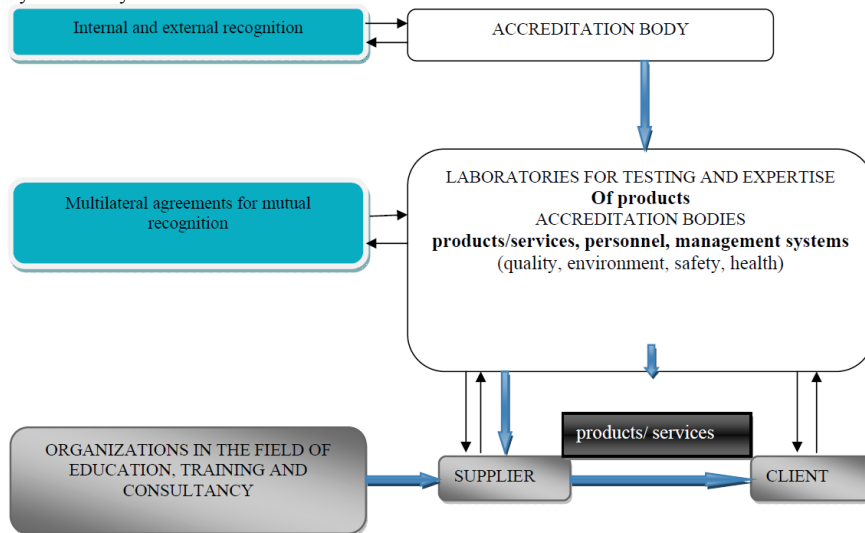 Internal and external recognition
ACCREDITATION BODY
LABORATORIES FOR TESTING AND EXPERTISE
Of products
ACCREDITATION BODIES
products/services, personnel, management systems
(quality, environment, safety, health)
Multilateral agreements for mutual
recognition
products/ services
ORGANIZATIONS IN THE FIELD OF
EDUCATION, TRAINING AND
CONSULTANCY
SUPPLIER
CLIENT